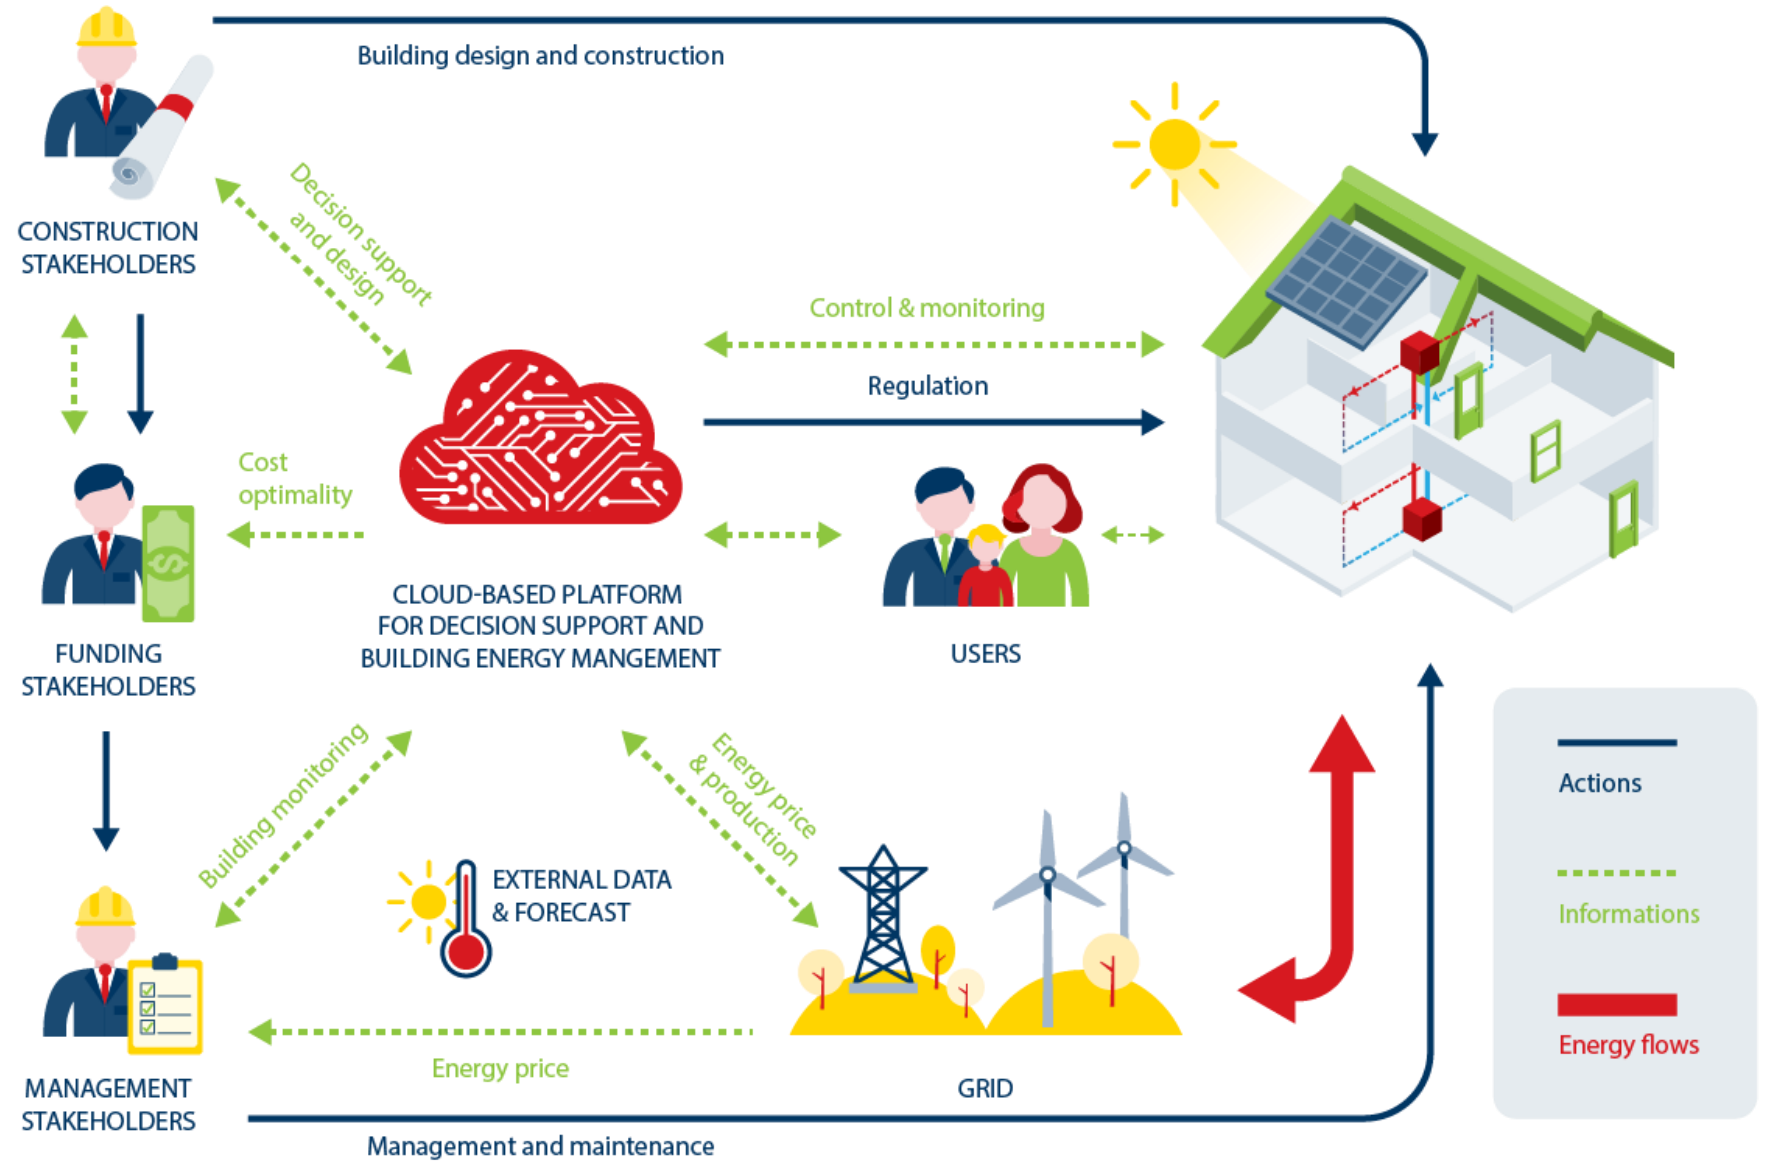 Building design and construction
Decision support
and design
CONSTRUCTION
STAKEHOLDERS
Control & monitoring
Regulation
Cost
optimality
CLOUD-BASED PLATFORM
FOR DECISION SUPPORT AND
BUILDING ENERGY MANGEMENT
USERS
FUNDING
STAKEHOLDERS
Building monitoring
Energy price
& production
EXTERNAL DATA
& FORECAST
Energy price
GRID
MANAGEMENT
STAKEHOLDERS
Management and maintenance
Actions
Informations
Energy flows